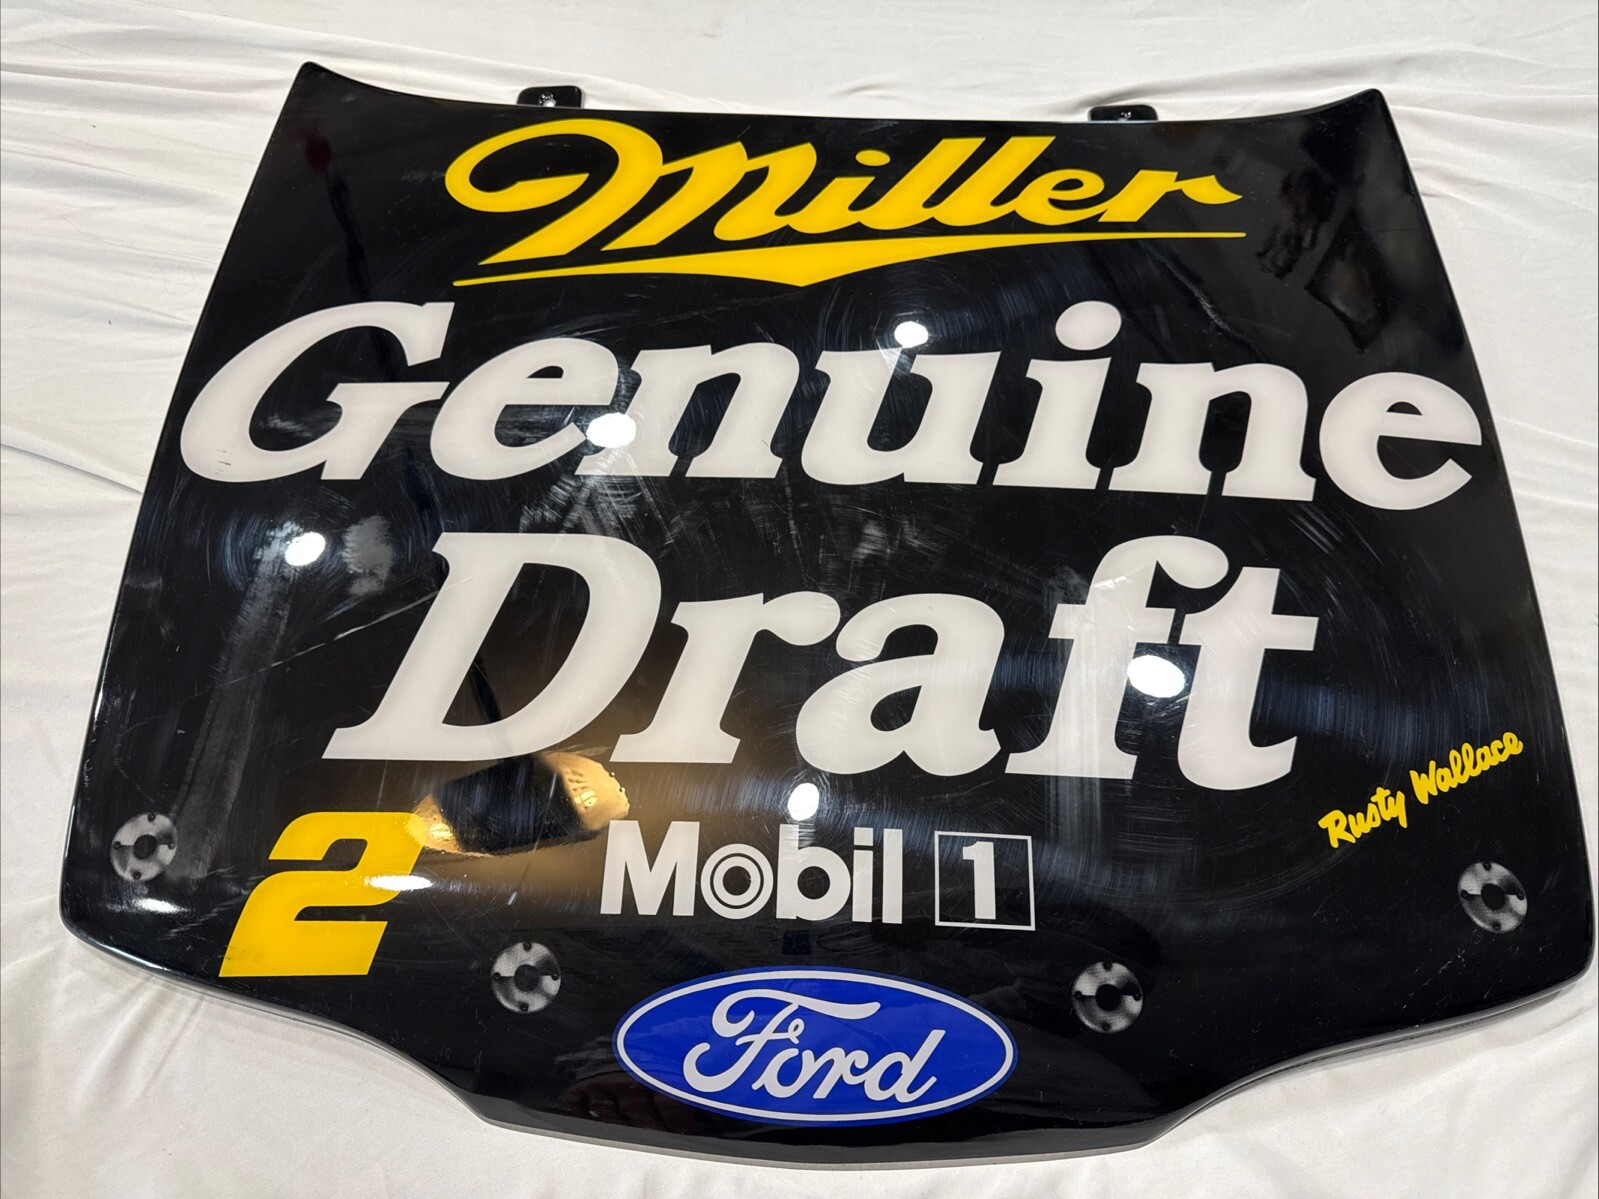 Miller
Genuine
Draft
Rusty Wallace
2
Mobil 1
Ford